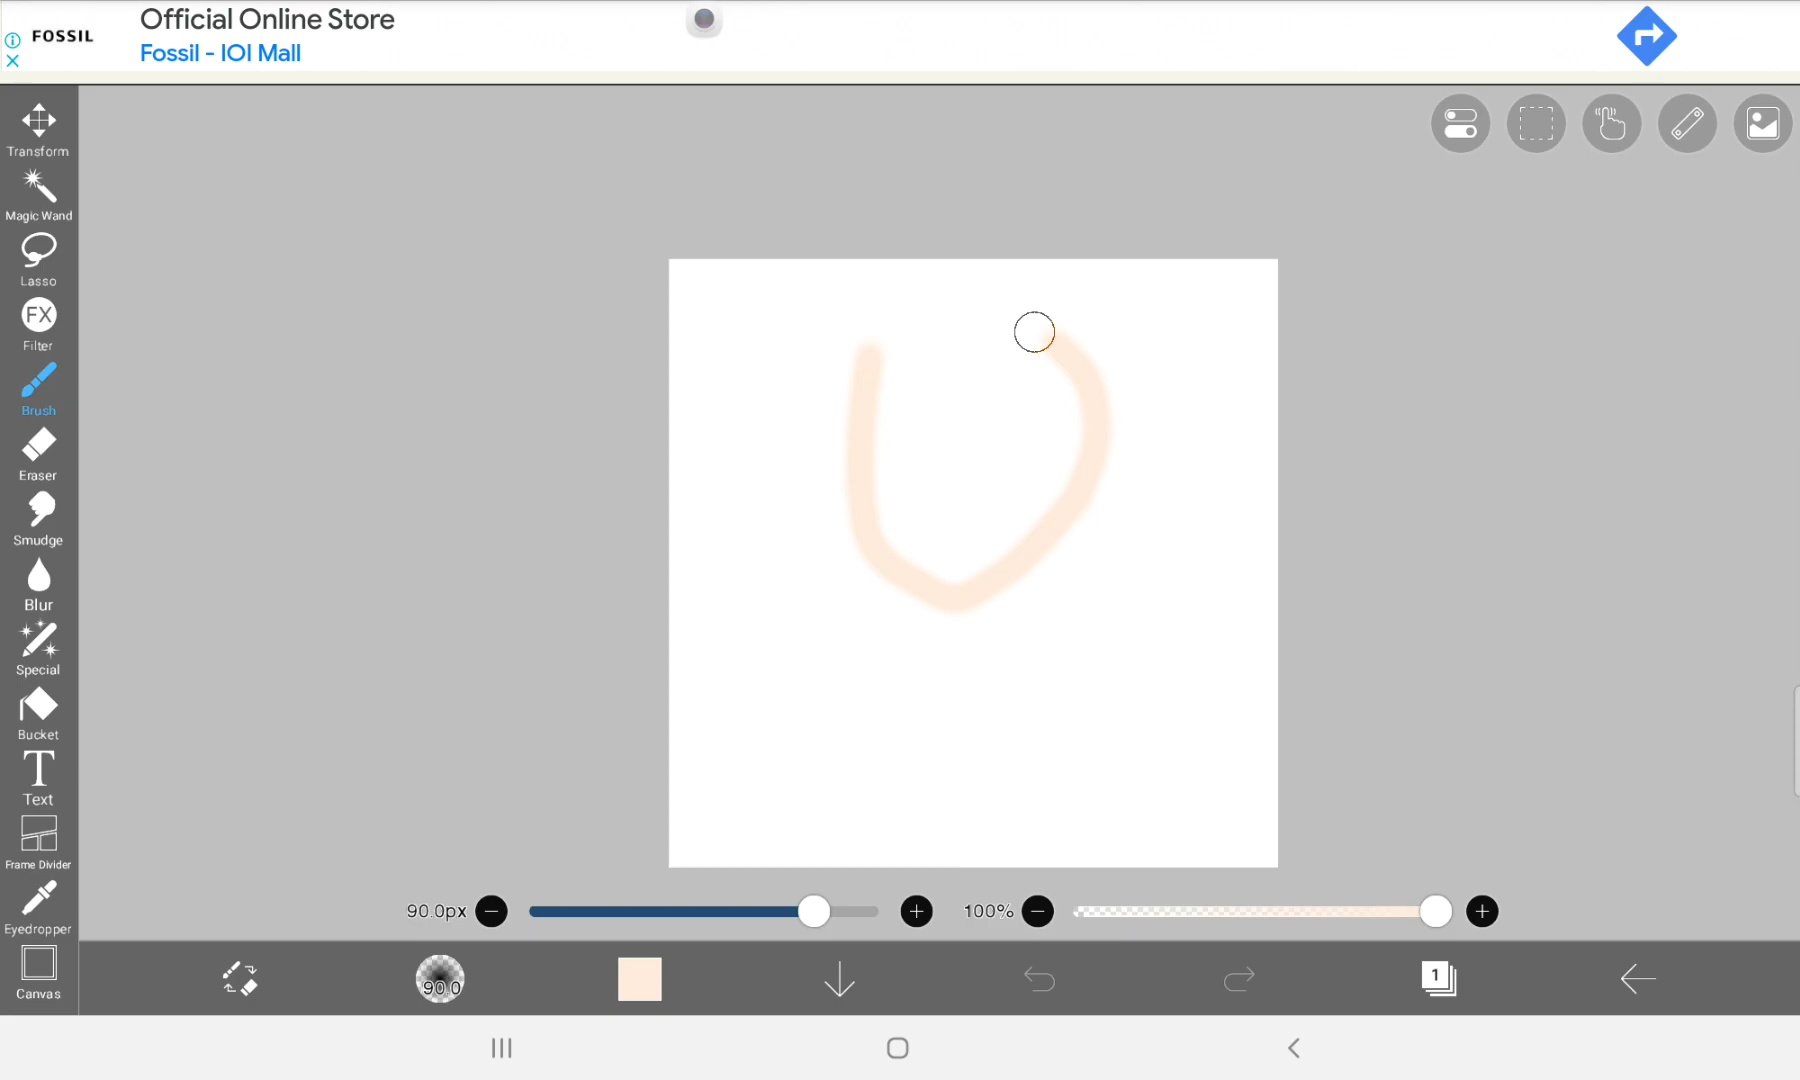 Official Online Store
FOSSIL
Fossil - IOI Mall
Transform
Magic Wand
Lasso
FX
Filter
Brush
Eraser
Smudge
Blur
Special
Bucket
T
Text
Frame Divider
Eyedropper
Canvas
90.0px
100%
90.0
1